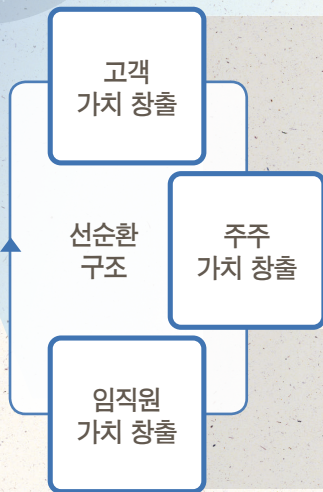 고객
가치 창출
선순환
구조
주주
가치 창출
임직원
가치 창출